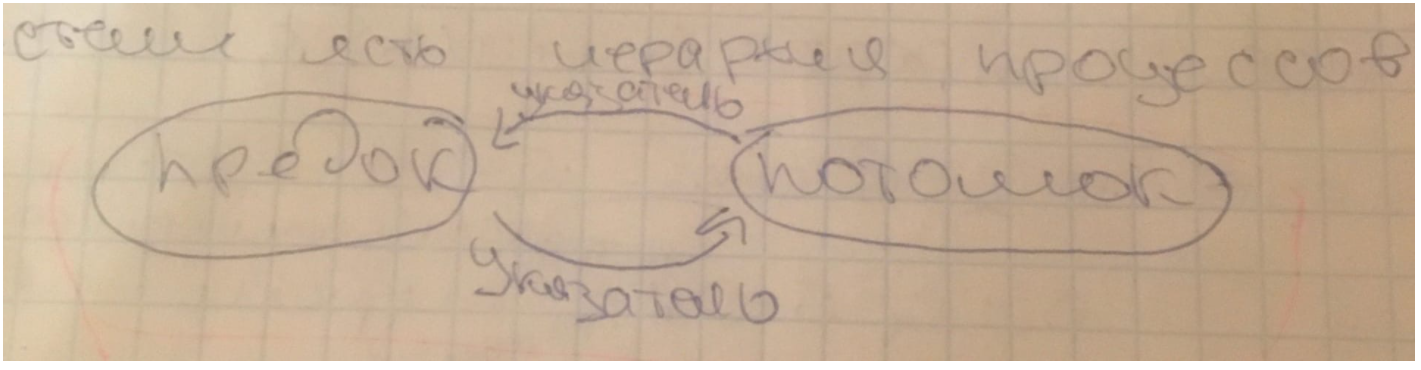 есть иерархия процессов
указатель
предок потомок
указатель